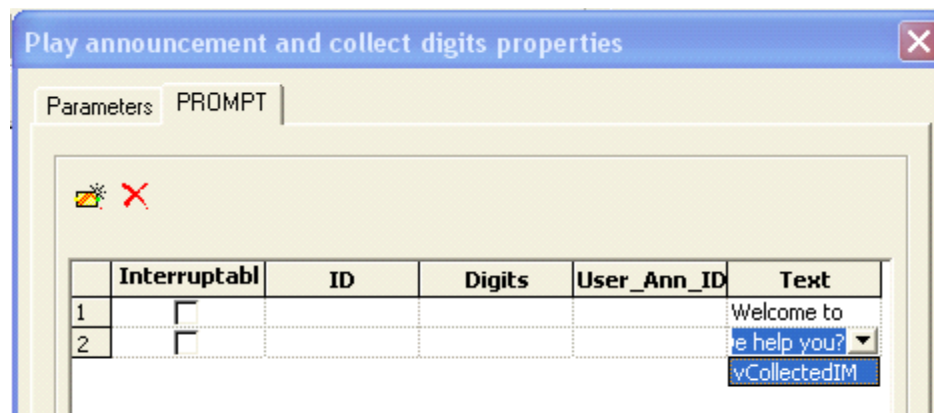 Play announcement and collect digits properties
Parameters PROMPT
Interruptabl ID Digits User_Ann_ID Text
1 Welcome to
2 e help you?
vCollectedIM